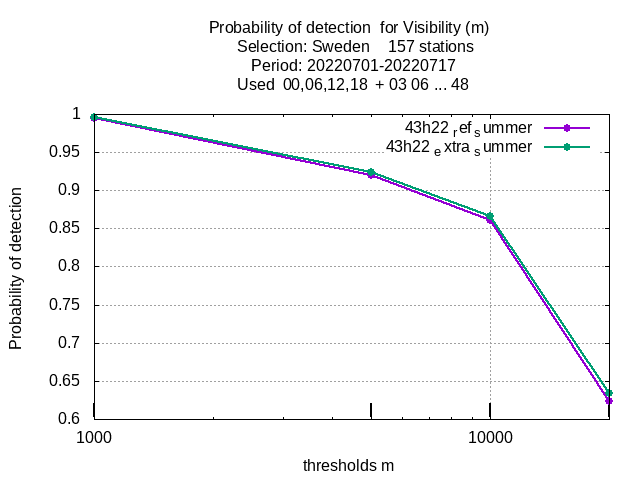 Probability of detection for Visibility (m)
Selection: Sweden 157 stations
Period: 20220701-20220717
Used 00,06,12,18 + 03 06 ... 48
1
0.95
0.9
0.85
0.8
0.75
0.7
0.65
0.6
Probability of detection
43h22 ref summer
43h22 extra summer
1000
10000
thresholds m